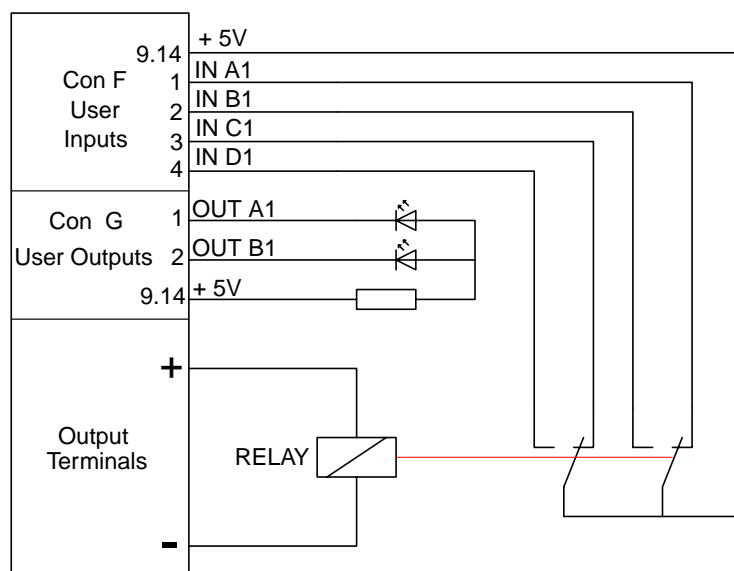 + 5V
9.14
Con F
User
Inputs
1
IN A1
2
IN B1
3
IN C1
4
IN D1
Con G
User Outputs
1
OUT A1
2
OUT B1
9.14
+ 5V
+
Output
Terminals
RELAY
-